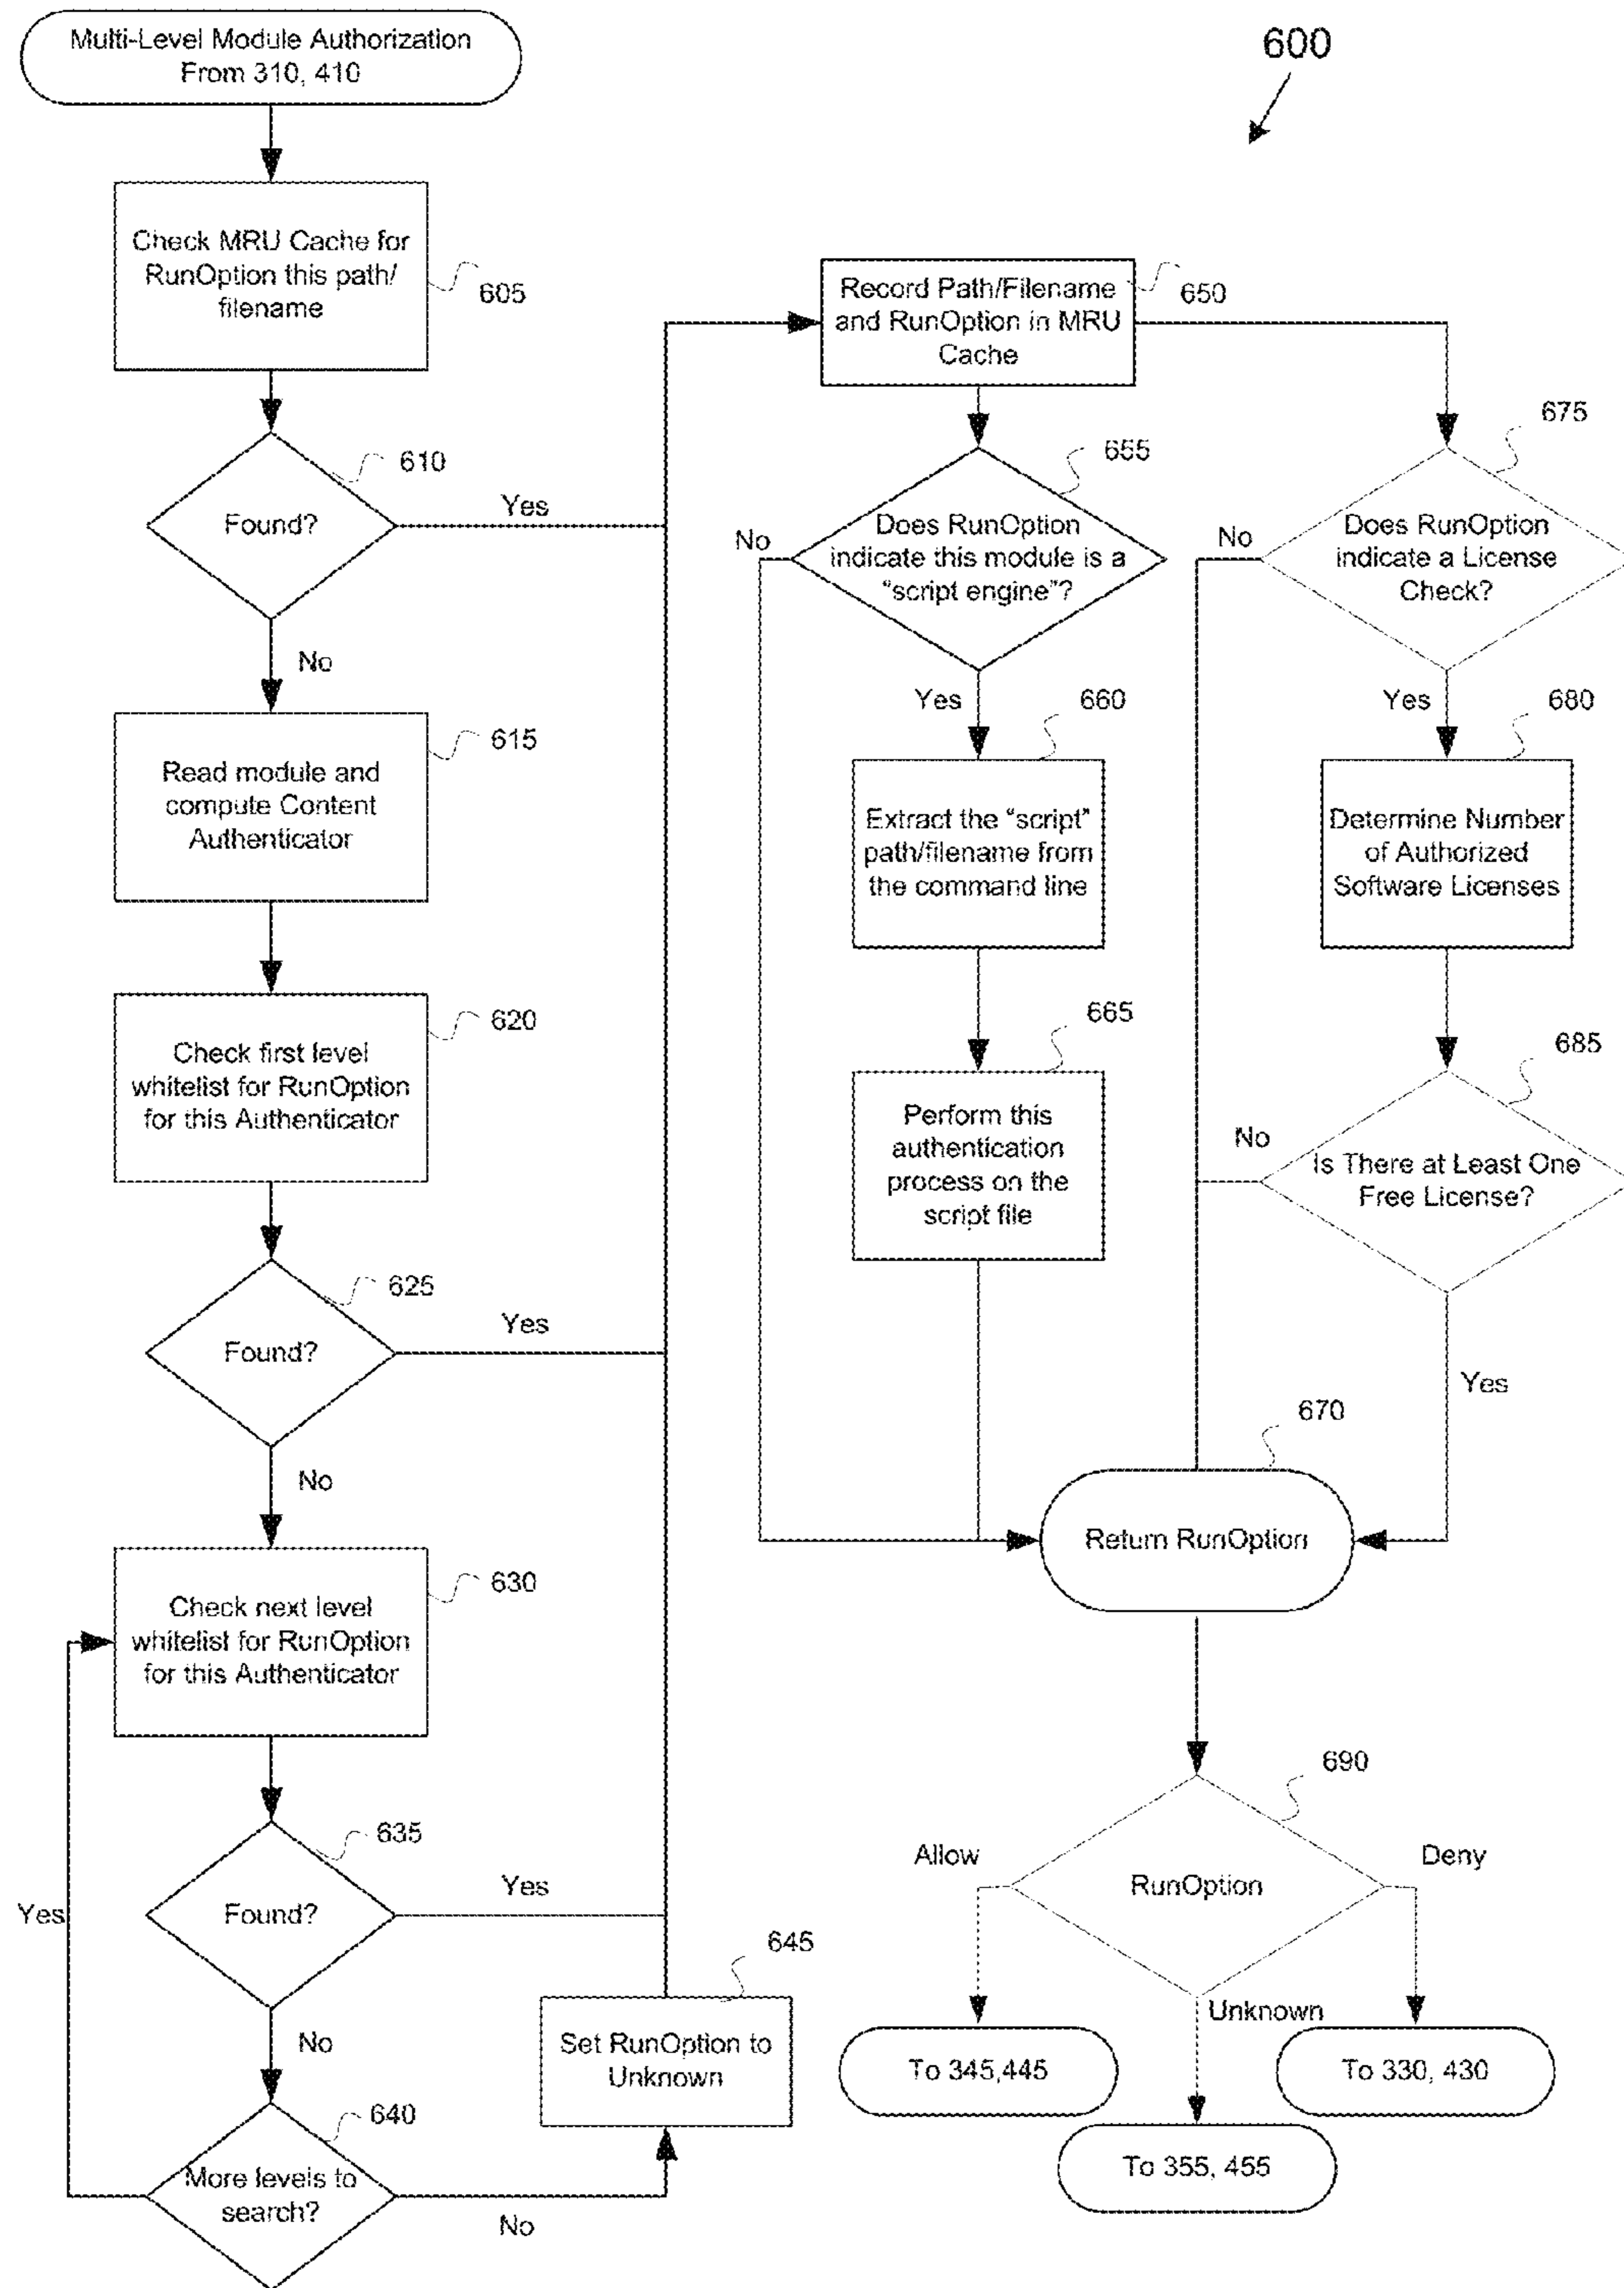 Multi-Level Module Authorization
From 310, 410
600
Check MRU Cache for
RunOption this path/
filename
605
610
Found?
Yes
No
Read module and
compute Content
Authenticator
615
Check first level
whitelist for RunOption
for this Authenticator
620
625
Found?
Yes
No
Check next level
whitelist for RunOption
for this Authenticator
630
635
Found?
Yes
Yes
No
640
More levels to
search?
No
645
Set RunOption to
Unknown
Record Path/Filename
and RunOption in MRU
Cache
650
655
Does RunOption
indicate this module is a
“script engine”?
No
Yes
660
Extract the “script”
path/filename from
the command line
665
Perform this
authentication
process on the
script file
675
Does RunOption
indicate a License
Check?
No
Yes
680
Determine Number
of Authorized
Software Licenses
685
Is There at Least One
Free License?
No
Yes
670
Return RunOption
690
RunOption
Allow
Deny
Unknown
To 345,445
To 330, 430
To 355, 455